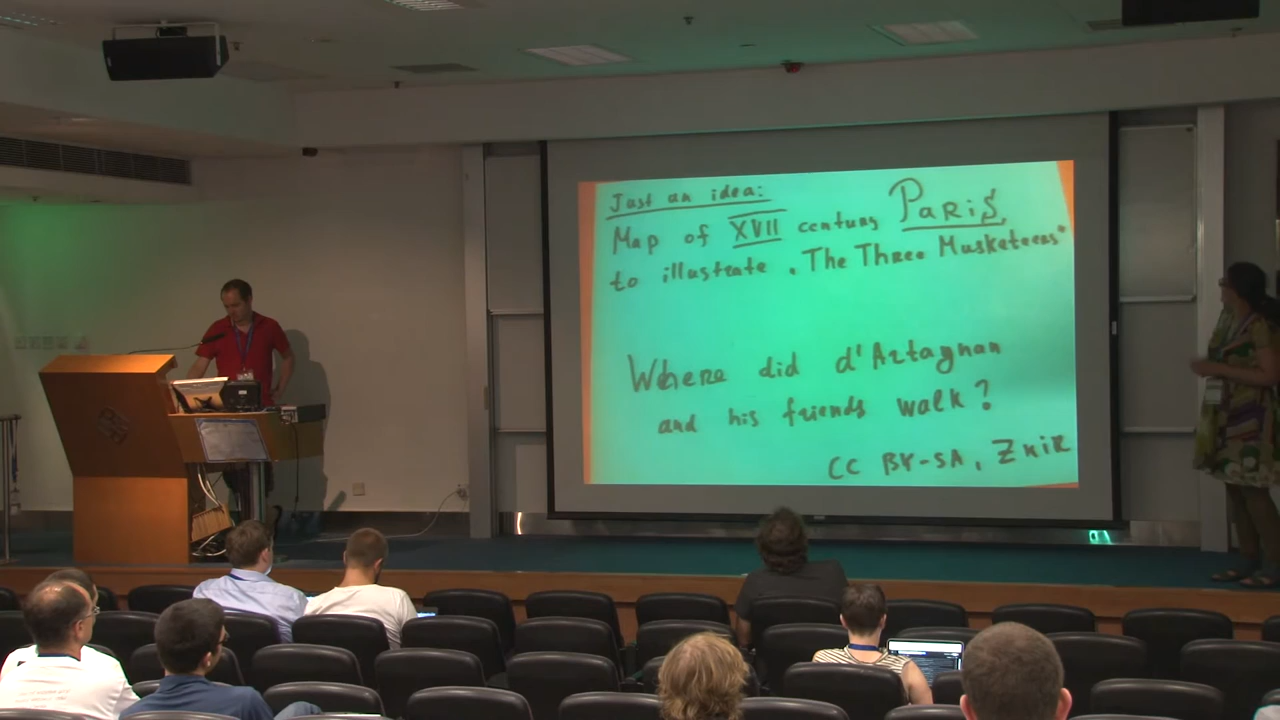 Just an idea:
Map of XVII century PARIS
to illustrate "The Three Musketeers"
Where did d'Artagnan
and his friends walk?
CC BY-SA, Znik